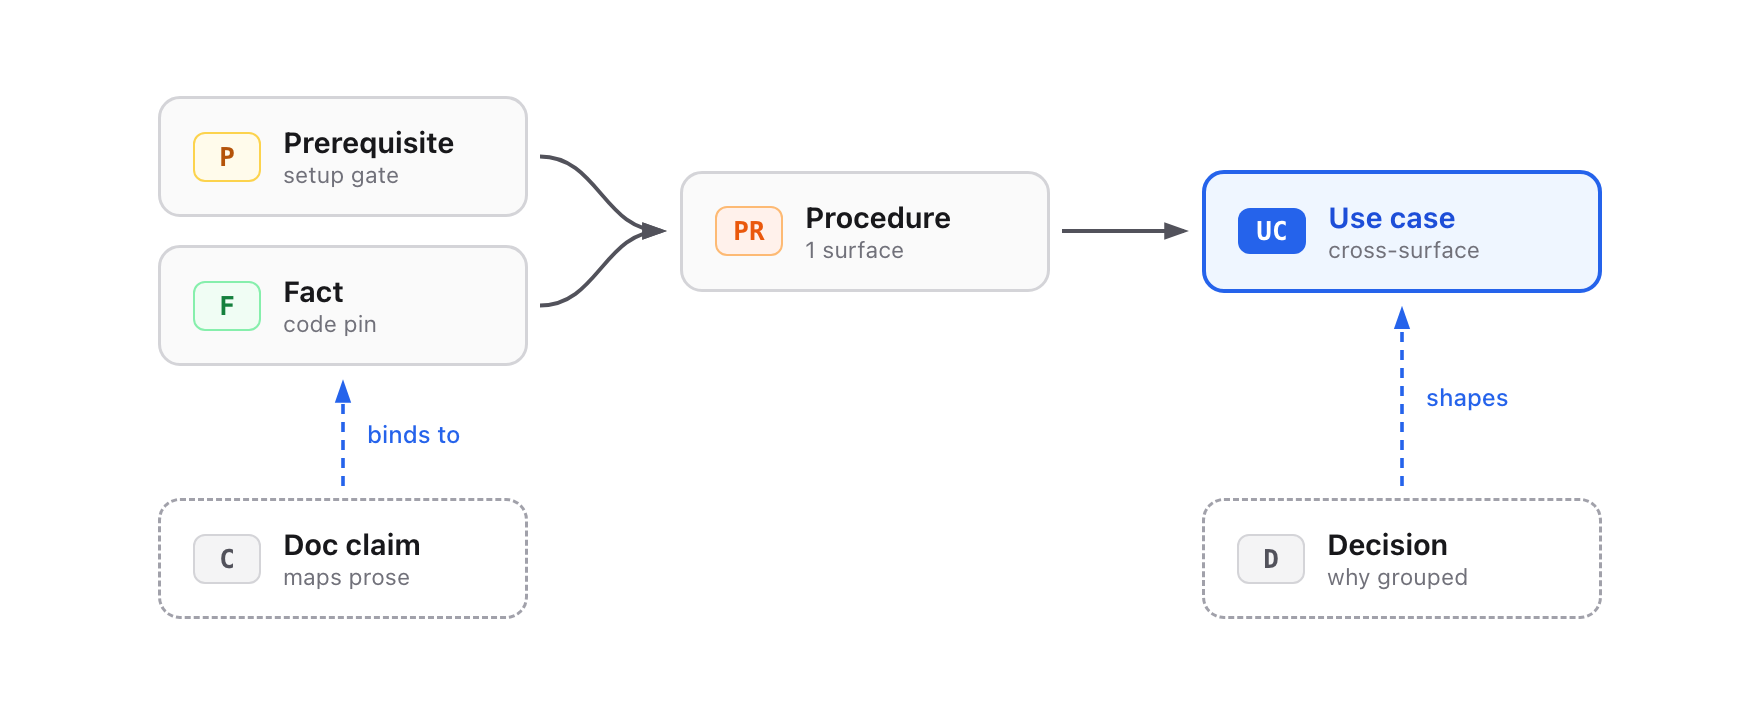 P
Prerequisite
setup gate
F
Fact
code pin
binds to
C
Doc claim
maps prose
PR
Procedure
1 surface
UC
Use case
cross-surface
shapes
D
Decision
why grouped